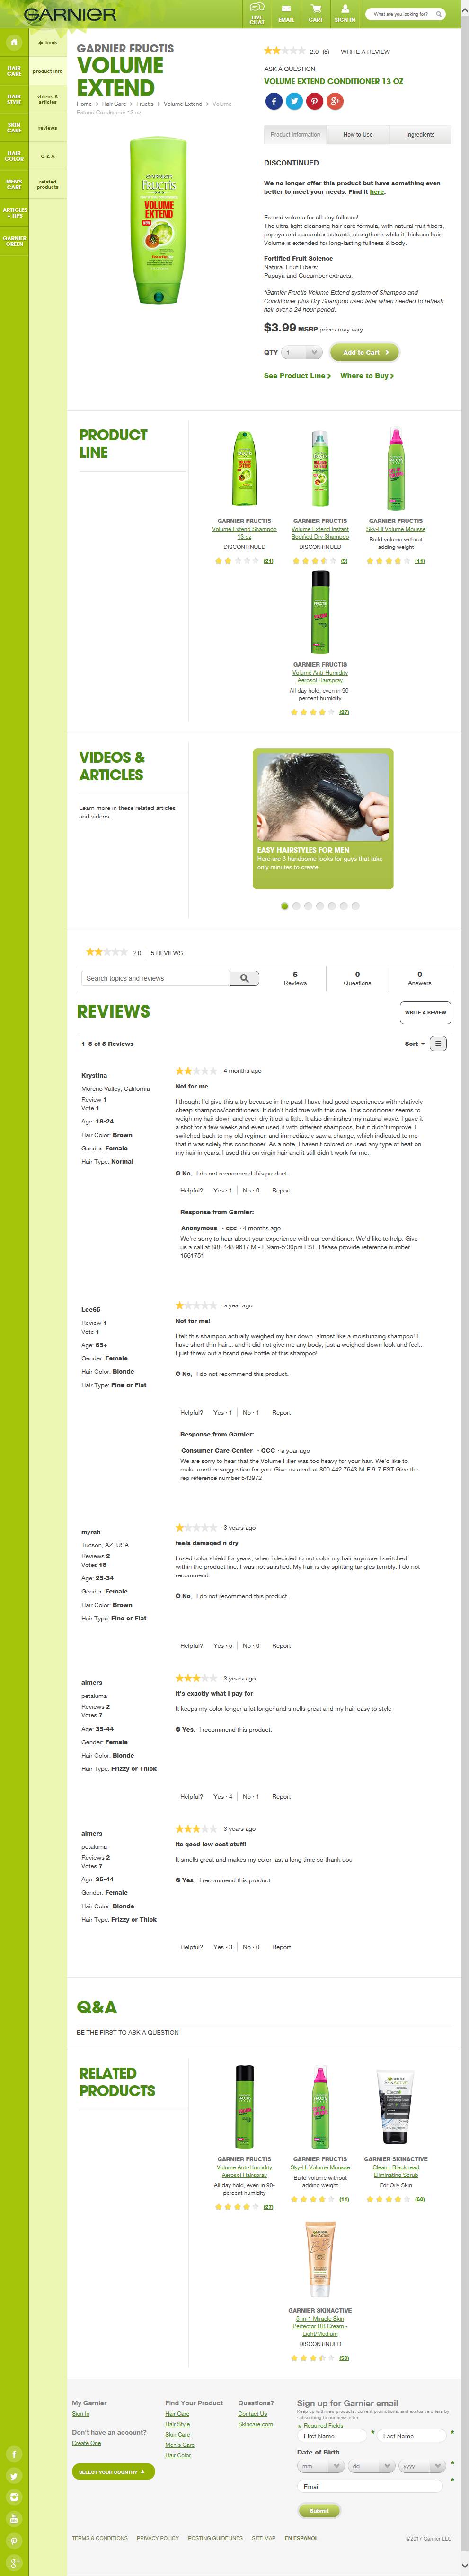 GARNIER
LIVE CHAT
EMAIL
CART
SIGN IN
What are you looking for?
HAIR CARE
HAIR STYLE
SKIN CARE
HAIR COLOR
MEN'S CARE
ARTICLES + TIPS
GARNIER GREEN
back
product info
videos & articles
reviews
Q & A
related products
GARNIER FRUCTIS
VOLUME
EXTEND
Home > Hair Care > Fructis > Volume Extend > Volume
Extend Conditioner 13 oz
2.0 (5) WRITE A REVIEW
ASK A QUESTION
VOLUME EXTEND CONDITIONER 13 OZ
Product Information
How to Use
Ingredients
DISCONTINUED
We no longer offer this product but have something even
better to meet your needs. Find it here.
Extend volume for all-day fullness!
The ultra-light cleansing hair care formula, with natural fruit fibers,
papaya and cucumber extracts, strengthens while it thickens hair.
Volume is extended for long-lasting fullness & body.
Fortified Fruit Science
Natural Fruit Fibers:
Papaya and Cucumber extracts.
*Garnier Fructis Volume Extend system of Shampoo and
Conditioner plus Dry Shampoo used later when needed to refresh
hair over a 24 hour period.
$3.99 MSRP prices may vary
QTY 1 Add to Cart
See Product Line > Where to Buy >
GARNIER
FRUCTIS
VOLUME
EXTEND
PRODUCT
LINE
GARNIER FRUCTIS
Volume Extend Shampoo
13 oz
DISCONTINUED
(21)
GARNIER FRUCTIS
Volume Extend Instant
Bodified Dry Shampoo
DISCONTINUED
(9)
GARNIER FRUCTIS
Sky-Hi Volume Mousse
Build volume without
adding weight
(11)
GARNIER FRUCTIS
Volume Anti-Humidity
Aerosol Hairspray
All day hold, even in 90-
percent humidity
(27)
VIDEOS &
ARTICLES
Learn more in these related articles
and videos.
EASY HAIRSTYLES FOR MEN
Here are 3 handsome looks for guys that take
only minutes to create.
2.0 5 REVIEWS
Search topics and reviews
5
Reviews
0
Questions
0
Answers
REVIEWS
WRITE A REVIEW
1–5 of 5 Reviews
Sort
Krystina
Moreno Valley, California
Review 1
Vote 1
Age: 18-24
Hair Color: Brown
Gender: Female
Hair Type: Normal
· 4 months ago
Not for me
I thought I'd give this a try because in the past I have had good experiences with relatively
cheap shampoos/conditioners. It didn't hold true with this one. This conditioner seems to
weigh my hair down and even dry it out a little bit. It makes my natural wave lay down. I gave it
a shot for a few weeks and even used it with different shampoos, but it didn't improve. I
switched back to my old regimen and immediately saw a change, which indicated to me
that it was solely this conditioner. As a note, I haven't colored or used any type of heat on
my hair in years. I used this on virgin hair and it still didn't work for me.
No, I do not recommend this product.
Helpful? Yes · 1 No · 0 Report
Response from Garnier:
Anonymous · ccc · 4 months ago
We're sorry to hear about your experience with our conditioner. We'd like to help. Give
us a call at 888.448.9617 M - F 9am-5:30pm EST. Please provide reference number
1561751
Lee65
Review 1
Vote 1
Age: 65+
Gender: Female
Hair Color: Blonde
Hair Type: Fine or Flat
· a year ago
Not for me!
I felt this shampoo actually weighed my hair down, almost like a moisturizing shampoo! I
have short thin hair... and it did not give me any body, just a weighed down look and feel..
I just threw out a brand new bottle of this shampoo!
No, I do not recommend this product.
Helpful? Yes · 1 No · 1 Report
Response from Garnier:
Consumer Care Center · CCC · a year ago
We are sorry to hear that the Volume Filler was too heavy for your hair. We'd like to
make another suggestion for you. Give us a call at 800.442.7643 M-F 9-7 EST Give the
rep reference number 543972
myrah
Tucson, AZ, USA
Reviews 2
Votes 18
Age: 25-34
Gender: Female
Hair Color: Brown
Hair Type: Fine or Flat
· 3 years ago
feels damaged n dry
I used color shield for years, when i decided to not color my hair anymore I switched
within the product line. I was not satisfied. My hair is dry splitting tangles terribly. I do not
recommend.
No, I do not recommend this product.
Helpful? Yes · 5 No · 0 Report
aimers
petaluma
Reviews 2
Votes 7
Age: 35-44
Gender: Female
Hair Color: Blonde
Hair Type: Frizzy or Thick
· 3 years ago
It's exactly what I pay for
It keeps my color longer a lot longer and smells great and my hair easy to style
Yes, I recommend this product.
Helpful? Yes · 4 No · 1 Report
aimers
petaluma
Reviews 2
Votes 7
Age: 35-44
Gender: Female
Hair Color: Blonde
Hair Type: Frizzy or Thick
· 3 years ago
Its good low cost stuff!
It smells great and makes my color last a long time so thank uou
Yes, I recommend this product.
Helpful? Yes · 3 No · 0 Report
Q&A
BE THE FIRST TO ASK A QUESTION
RELATED
PRODUCTS
GARNIER FRUCTIS
Volume Anti-Humidity
Aerosol Hairspray
All day hold, even in 90-
percent humidity
(27)
GARNIER FRUCTIS
Sky-Hi Volume Mousse
Build volume without
adding weight
(11)
GARNIER SKINACTIVE
Clean+ Blackhead
Eliminating Scrub
For Oily Skin
(50)
GARNIER SKINACTIVE
5-in-1 Miracle Skin
Perfector BB Cream -
Light/Medium
DISCONTINUED
(50)
My Garnier
Sign In
Don't have an account?
Create One
SELECT YOUR COUNTRY
Find Your Product
Hair Care
Hair Style
Skin Care
Men's Care
Hair Color
Questions?
Contact Us
Skincare.com
Sign up for Garnier email
Keep up with new products, current promotions, and exclusive offers by
subscribing to our newsletter.
* Required Fields
First Name * Last Name *
Date of Birth
mm dd yyyy *
Email *
Submit
TERMS & CONDITIONS PRIVACY POLICY POSTING GUIDELINES SITE MAP EN ESPANOL
©2017 Garnier LLC